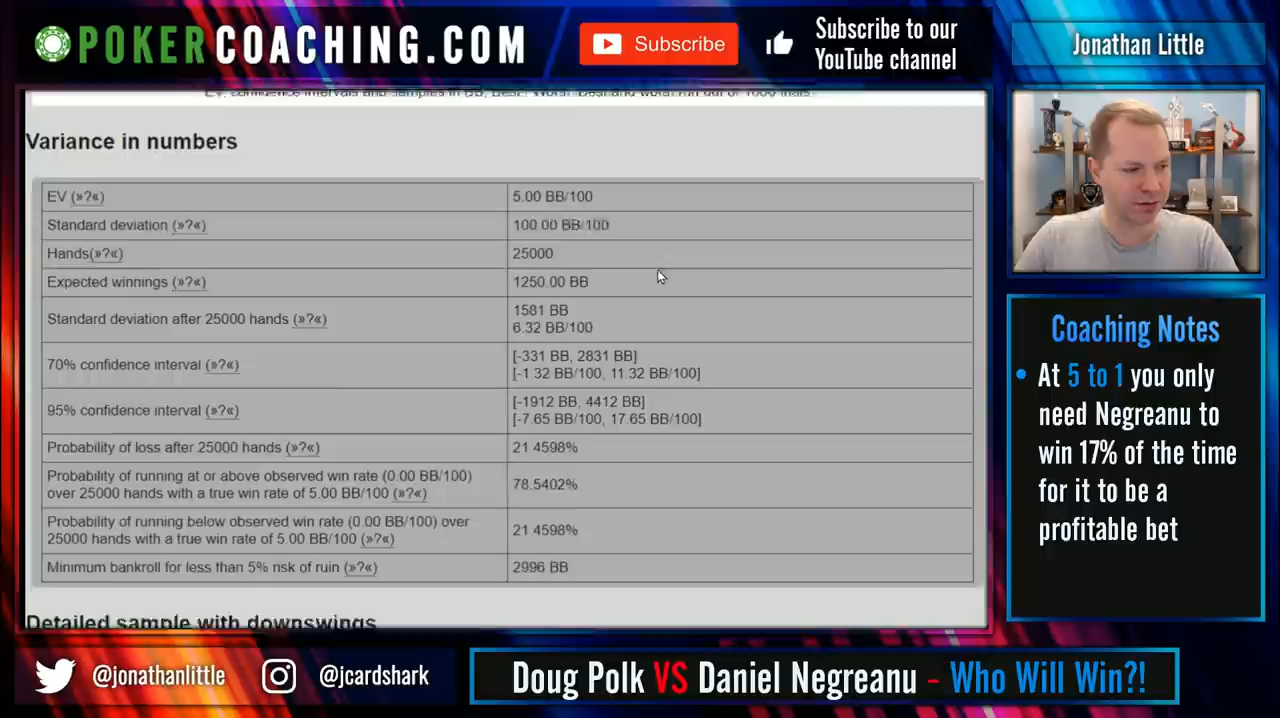 POKERCOACHING.COM
Subscribe
Subscribe to our
YouTube channel
Jonathan Little
Variance in numbers
EV (»?«) 5.00 BB/100
Standard deviation (»?«) 100.00 BB/100
Hands(»?«) 25000
Expected winnings (»?«) 1250.00 BB
Standard deviation after 25000 hands (»?«) 1581 BB
6.32 BB/100
70% confidence interval (»?«) [-331 BB, 2831 BB]
[-1.32 BB/100, 11.32 BB/100]
95% confidence interval (»?«) [-1912 BB, 4412 BB]
[-7.65 BB/100, 17.65 BB/100]
Probability of loss after 25000 hands (»?«) 21.4598%
Probability of running at or above observed win rate (0.00 BB/100)
over 25000 hands with a true win rate of 5.00 BB/100 (»?«) 78.5402%
Probability of running below observed win rate (0.00 BB/100) over
25000 hands with a true win rate of 5.00 BB/100 (»?«) 21.4598%
Minimum bankroll for less than 5% risk of ruin (»?«) 2996 BB
Detailed sample with downswings
Coaching Notes
• At 5 to 1 you only
need Negreanu to
win 17% of the time
for it to be a
profitable bet
@jonathanlittle
@jcardshark
Doug Polk VS Daniel Negreanu - Who Will Win?!